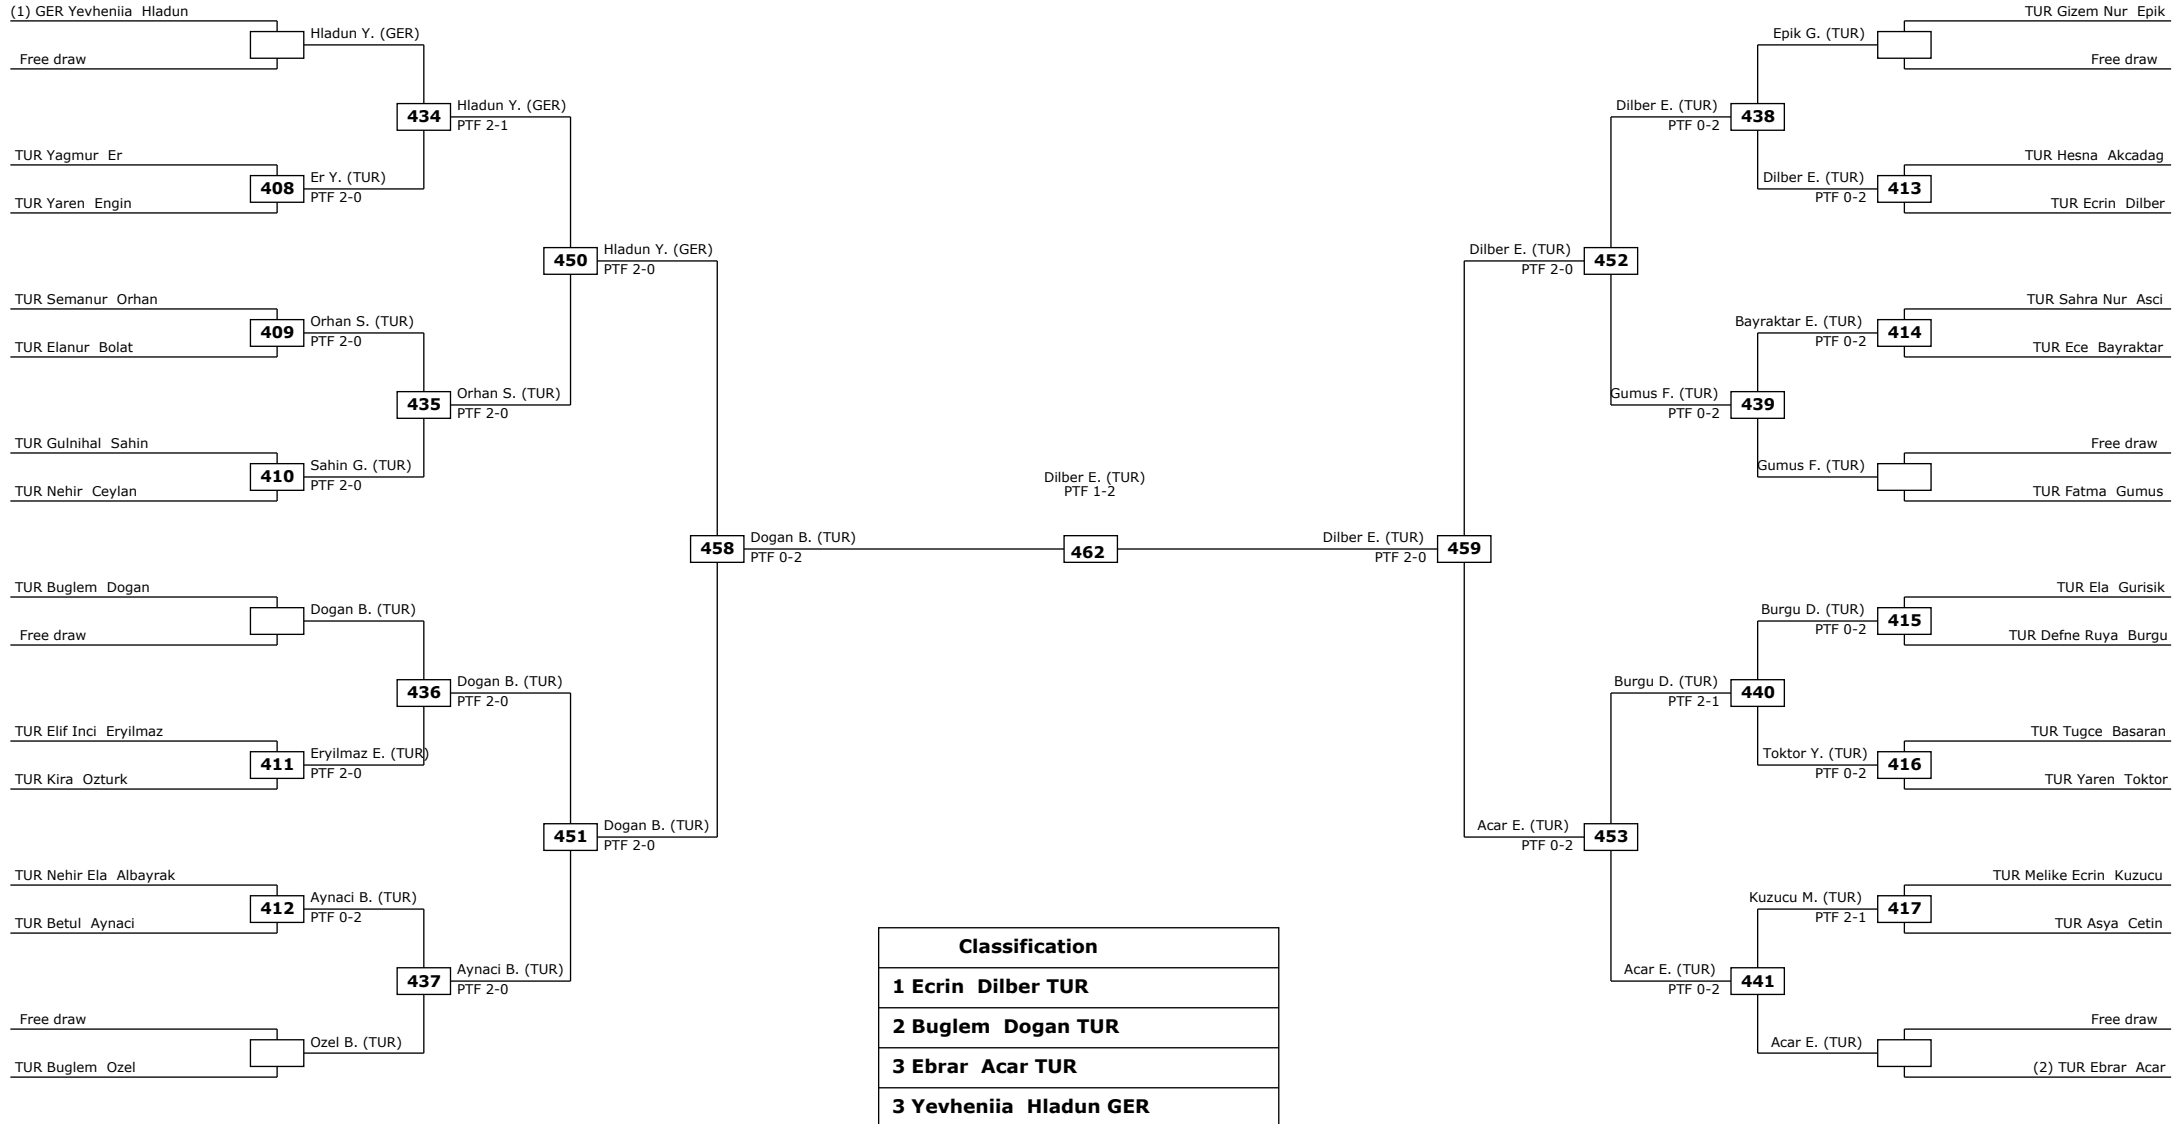 (1) GER Yevheniia Hladun
Hladun Y. (GER)
Free draw
434
Hladun Y. (GER)
PTF 2-1
TUR Yagmur Er
408
Er Y. (TUR)
PTF 2-0
TUR Yaren Engin
450
Hladun Y. (GER)
PTF 2-0
TUR Semanur Orhan
409
Orhan S. (TUR)
PTF 2-0
TUR Elanur Bolat
435
Orhan S. (TUR)
PTF 2-0
TUR Gulnihal Sahin
410
Sahin G. (TUR)
PTF 2-0
TUR Nehir Ceylan
458
Dogan B. (TUR)
PTF 0-2
TUR Buglem Dogan
Dogan B. (TUR)
Free draw
436
Dogan B. (TUR)
PTF 2-0
TUR Elif Inci Eryilmaz
411
Eryilmaz E. (TUR)
PTF 2-0
TUR Kira Ozturk
451
Dogan B. (TUR)
PTF 2-0
TUR Nehir Ela Albayrak
412
Aynaci B. (TUR)
PTF 0-2
TUR Betul Aynaci
437
Aynaci B. (TUR)
PTF 2-0
Free draw
Ozel B. (TUR)
TUR Buglem Ozel
Dilber E. (TUR)
PTF 1-2
462
TUR Gizem Nur Epik
Epik G. (TUR)
Free draw
Dilber E. (TUR)
PTF 0-2
438
TUR Hesna Akcadag
Dilber E. (TUR)
PTF 0-2
413
TUR Ecrin Dilber
Dilber E. (TUR)
PTF 2-0
452
TUR Sahra Nur Asci
Bayraktar E. (TUR)
PTF 0-2
414
TUR Ece Bayraktar
Gumus F. (TUR)
PTF 0-2
439
Free draw
Gumus F. (TUR)
TUR Fatma Gumus
Dilber E. (TUR)
PTF 2-0
459
TUR Ela Gurisik
Burgu D. (TUR)
PTF 0-2
415
TUR Defne Ruya Burgu
Burgu D. (TUR)
PTF 2-1
440
TUR Tugce Basaran
Toktor Y. (TUR)
PTF 0-2
416
TUR Yaren Toktor
Acar E. (TUR)
PTF 0-2
453
TUR Melike Ecrin Kuzucu
Kuzucu M. (TUR)
PTF 2-1
417
TUR Asya Cetin
Acar E. (TUR)
PTF 0-2
441
Free draw
Acar E. (TUR)
(2) TUR Ebrar Acar
Classification
1 Ecrin Dilber TUR
2 Buglem Dogan TUR
3 Ebrar Acar TUR
3 Yevheniia Hladun GER